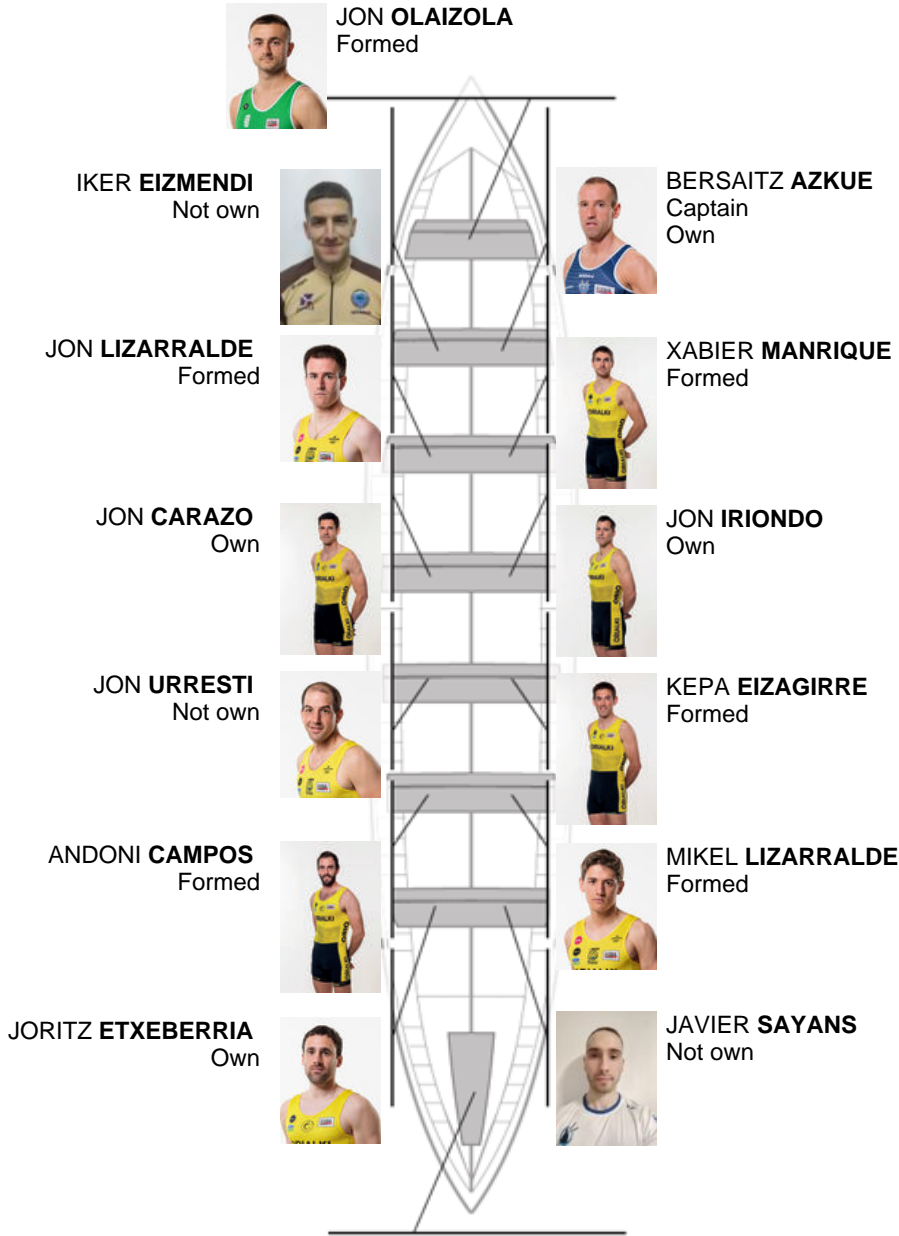 JON OLAIZOLA
Formed
IKER EIZMENDI
Not own
BERSAITZ AZKUE
Captain
Own
JON LIZARRALDE
Formed
XABIER MANRIQUE
Formed
JON CARAZO
Own
JON IRIONDO
Own
JON URRESTI
Not own
KEPA EIZAGIRRE
Formed
ANDONI CAMPOS
Formed
MIKEL LIZARRALDE
Formed
JORITZ ETXEBERRIA
Own
JAVIER SAYANS
Not own